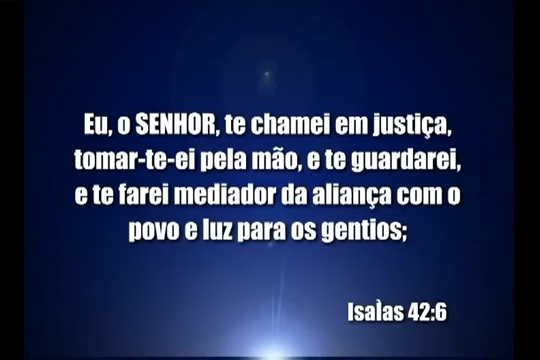 Eu, o SENHOR, te chamei em justiça,
tomar-te-ei pela mão, e te guardarei,
e te farei mediador da aliança com o
povo e luz para os gentios;
Isaìas 42:6